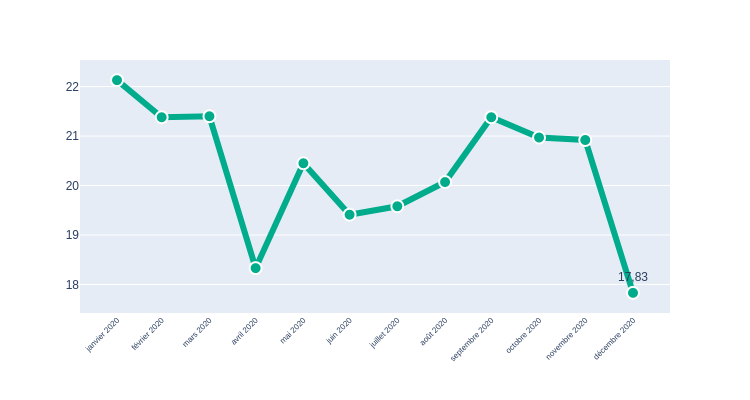 22
21
20
19
18
17.83
janvier 2020
février 2020
mars 2020
avril 2020
mai 2020
juin 2020
juillet 2020
août 2020
septembre 2020
octobre 2020
novembre 2020
décembre 2020